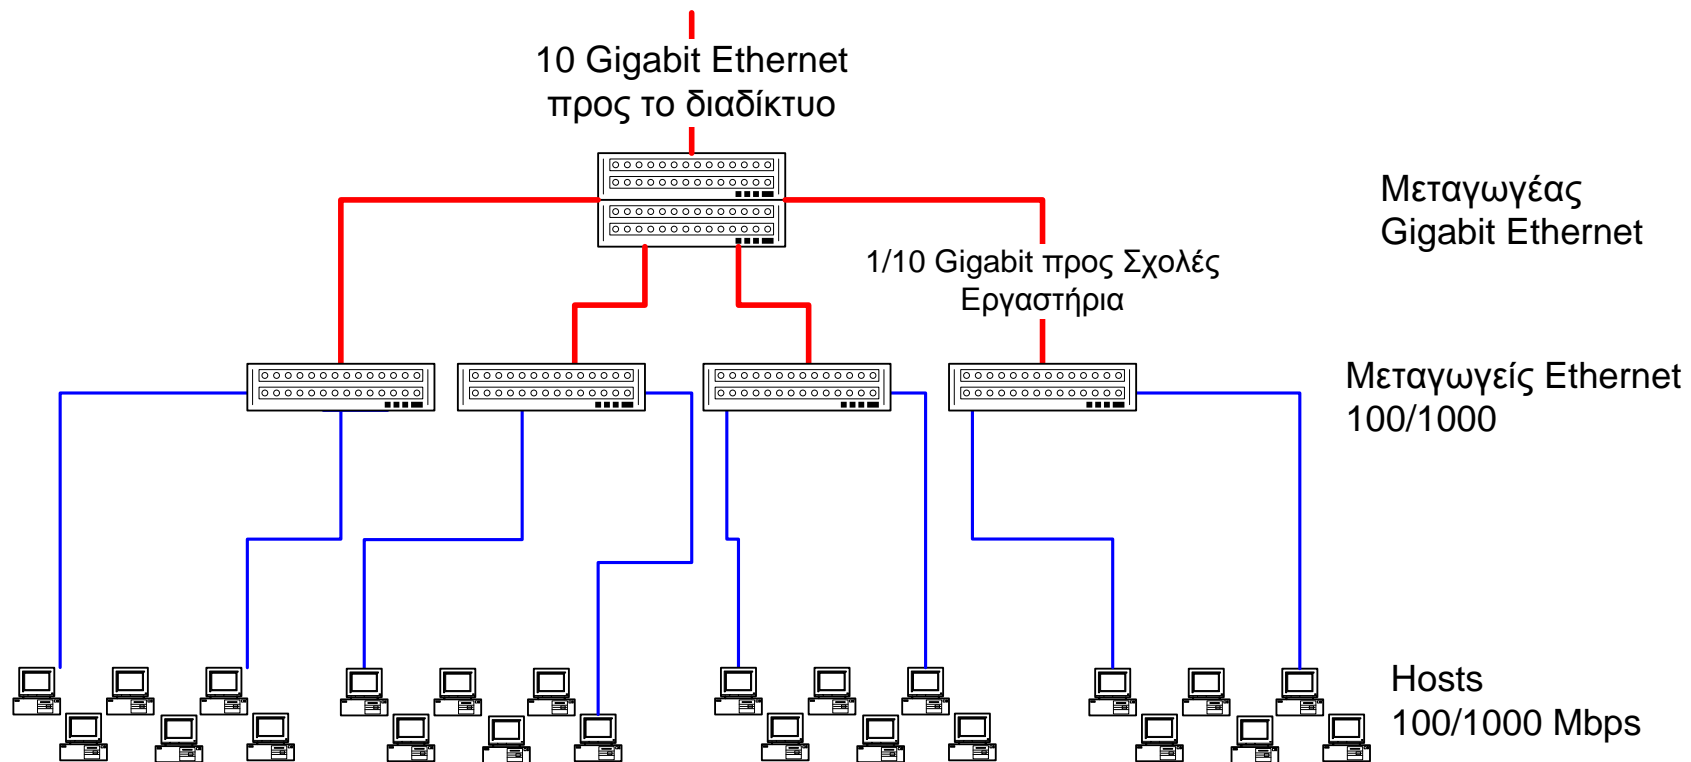 10 Gigabit Ethernet
προς το διαδίκτυο
Μεταγωγέας
Gigabit Ethernet
1/10 Gigabit προς Σχολές
Εργαστήρια
Μεταγωγείς Ethernet
100/1000
Hosts
100/1000 Mbps